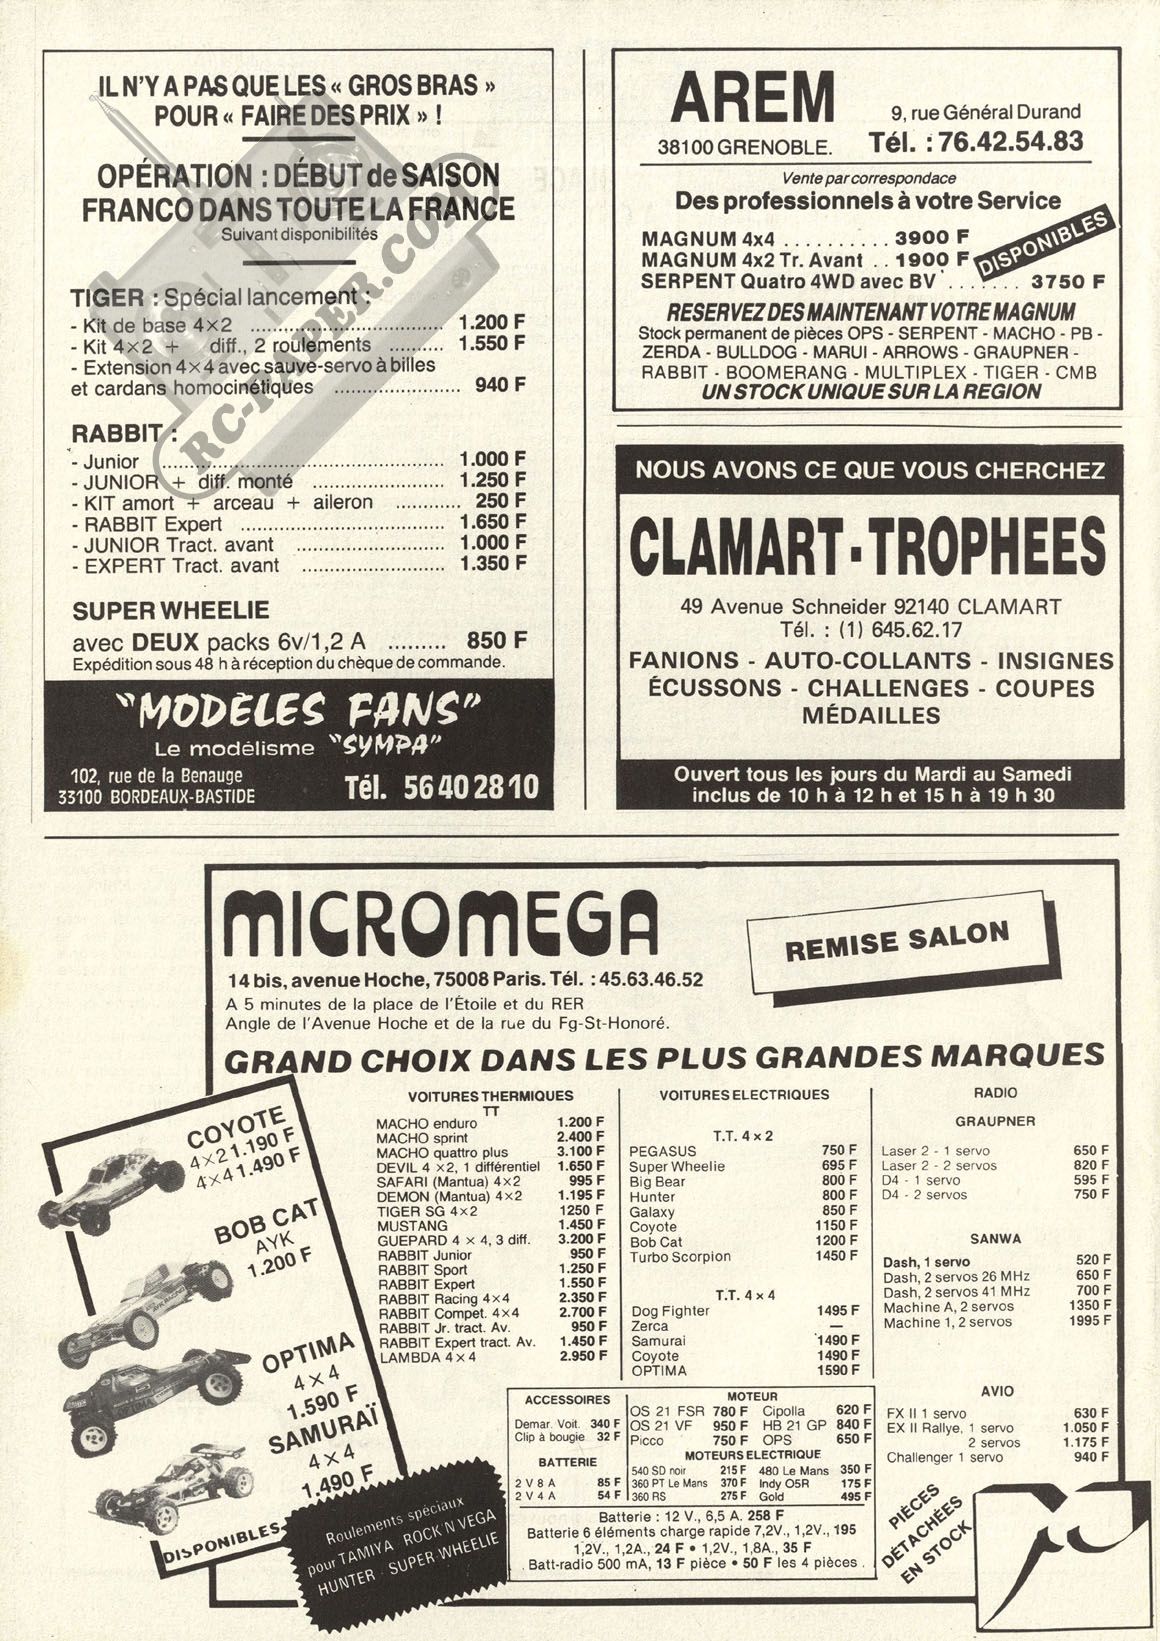 IL N'Y A PAS QUE LES « GROS BRAS »
POUR « FAIRE DES PRIX » !
OPÉRATION : DÉBUT de SAISON
FRANCO DANS TOUTE LA FRANCE
Suivant disponibilités
TIGER : Spécial lancement :
- Kit de base 4×2 .......... 1.200 F
- Kit 4×2 + diff., 2 roulements .......... 1.550 F
- Extension 4×4 avec sauve-servo à billes
et cardans homocinétiques .......... 940 F
RABBIT :
- Junior .......... 1.000 F
- JUNIOR + diff. monté .......... 1.250 F
- KIT amort + arceau + aileron .......... 250 F
- RABBIT Expert .......... 1.650 F
- JUNIOR Tract. avant .......... 1.000 F
- EXPERT Tract. avant .......... 1.350 F
SUPER WHEELIE
avec DEUX packs 6v/1,2 A ......... 850 F
Expédition sous 48 h à réception du chèque de commande.
"MODÈLES FANS"
Le modélisme "SYMPA"
102, rue de la Benauge
33100 BORDEAUX-BASTIDE
Tél. 56 40 28 10
RC-PAPER.COM
AREM
9, rue Général Durand
38100 GRENOBLE. Tél. : 76.42.54.83
Vente par correspondace
Des professionnels à votre Service
MAGNUM 4x4 .......... 3900 F
MAGNUM 4x2 Tr. Avant .. 1900 F
SERPENT Quatro 4WD avec BV ........ 3750 F
DISPONIBLES
RESERVEZ DES MAINTENANT VOTRE MAGNUM
Stock permanent de pièces OPS - SERPENT - MACHO - PB -
ZERDA - BULLDOG - MARUI - ARROWS - GRAUPNER -
RABBIT - BOOMERANG - MULTIPLEX - TIGER - CMB
UN STOCK UNIQUE SUR LA REGION
NOUS AVONS CE QUE VOUS CHERCHEZ
CLAMART-TROPHEES
49 Avenue Schneider 92140 CLAMART
Tél. : (1) 645.62.17
FANIONS - AUTO-COLLANTS - INSIGNES
ÉCUSSONS - CHALLENGES - COUPES
MÉDAILLES
Ouvert tous les jours du Mardi au Samedi
inclus de 10 h à 12 h et 15 h à 19 h 30
MICROMEGA
REMISE SALON
14 bis, avenue Hoche, 75008 Paris. Tél. : 45.63.46.52
A 5 minutes de la place de l'Étoile et du RER
Angle de l'Avenue Hoche et de la rue du Fg-St-Honoré.
GRAND CHOIX DANS LES PLUS GRANDES MARQUES
COYOTE
4×2 1.190 F
4×4 1.490 F
BOB CAT
AYK
1.200 F
OPTIMA
4 × 4
1.590 F
SAMURAÏ
4 × 4
1.490 F
DISPONIBLES
Roulements spéciaux
pour TAMIYA ROCK'N VEGA
HUNTER - SUPER WHEELIE
VOITURES THERMIQUES
TT
MACHO enduro 1.200 F
MACHO sprint 2.400 F
MACHO quattro plus 3.100 F
DEVIL 4 ×2, 1 différentiel 1.650 F
SAFARI (Mantua) 4×2 995 F
DEMON (Mantua) 4×2 1.195 F
TIGER SG 4×2 1250 F
MUSTANG 1.450 F
GUEPARD 4 × 4, 3 diff. 3.200 F
RABBIT Junior 950 F
RABBIT Sport 1.250 F
RABBIT Expert 1.550 F
RABBIT Racing 4×4 2.350 F
RABBIT Compet. 4×4 2.700 F
RABBIT Jr. tract. Av. 950 F
RABBIT Expert tract. Av. 1.450 F
LAMBDA 4 × 4 2.950 F
VOITURES ELECTRIQUES
T.T. 4 × 2
PEGASUS 750 F
Super Wheelie 695 F
Big Bear 800 F
Hunter 800 F
Galaxy 850 F
Coyote 1150 F
Bob Cat 1200 F
Turbo Scorpion 1450 F
T.T. 4 × 4
Dog Fighter 1495 F
Zerca —
Samurai 1490 F
Coyote 1490 F
OPTIMA 1590 F
RADIO
GRAUPNER
Laser 2 - 1 servo 650 F
Laser 2 - 2 servos 820 F
D4 - 1 servo 595 F
D4 - 2 servos 750 F
SANWA
Dash, 1 servo 520 F
Dash, 2 servos 26 MHz 650 F
Dash, 2 servos 41 MHz 700 F
Machine A, 2 servos 1350 F
Machine 1, 2 servos 1995 F
AVIO
FX II 1 servo 630 F
EX II Rallye, 1 servo 1.050 F
2 servos 1.175 F
Challenger 1 servo 940 F
ACCESSOIRES
Demar. Voit. 340 F
Clip à bougie 32 F
BATTERIE
2 V 8 A 85 F
2 V 4 A 54 F
MOTEUR
OS 21 FSR 780 F Cipolla 620 F
OS 21 VF 950 F HB 21 GP 840 F
Picco 750 F OPS 650 F
MOTEURS ELECTRIQUE
540 SD noir 215 F 480 Le Mans 350 F
360 PT Le Mans 370 F Indy O5R 175 F
360 RS 275 F Gold 495 F
Batterie : 12 V., 6,5 A. 258 F
Batterie 6 éléments charge rapide 7,2V., 1,2V., 195
1,2V., 1,2A., 24 F • 1,2V., 1,8A., 35 F
Batt-radio 500 mA, 13 F pièce • 50 F les 4 pièces .
PIÈCES
DÉTACHÉES
EN STOCK